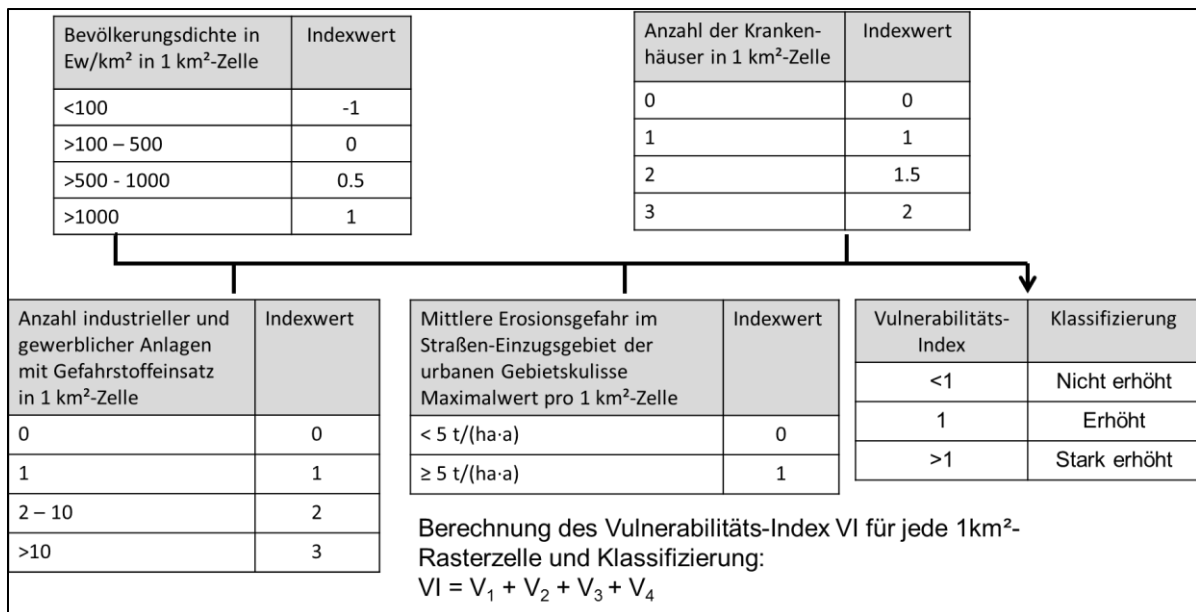 Bevölkerungsdichte in Ew/km² in 1 km²-Zelle Indexwert
<100 -1
>100 – 500 0
>500 - 1000 0.5
>1000 1
Anzahl der Kranken-
häuser in 1 km²-Zelle Indexwert
0 0
1 1
2 1.5
3 2
Anzahl industrieller und
gewerblicher Anlagen
mit Gefahrstoffeinsatz
in 1 km²-Zelle Indexwert
0 0
1 1
2 – 10 2
>10 3
Mittlere Erosionsgefahr im
Straßen-Einzugsgebiet der
urbanen Gebietskulisse
Maximalwert pro 1 km²-Zelle Indexwert
< 5 t/(ha·a) 0
≥ 5 t/(ha·a) 1
Vulnerabilitäts-
Index Klassifizierung
<1 Nicht erhöht
1 Erhöht
>1 Stark erhöht
Berechnung des Vulnerabilitäts-Index VI für jede 1km²-
Rasterzelle und Klassifizierung:
VI = V₁ + V₂ + V₃ + V₄